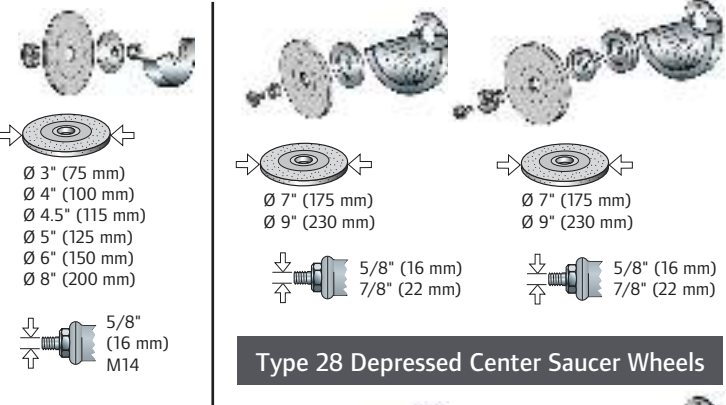 Ø 3" (75 mm)
Ø 4" (100 mm)
Ø 4.5" (115 mm)
Ø 5" (125 mm)
Ø 6" (150 mm)
Ø 8" (200 mm)
5/8"
(16 mm)
M14
Ø 7" (175 mm)
Ø 9" (230 mm)
5/8" (16 mm)
7/8" (22 mm)
Ø 7" (175 mm)
Ø 9" (230 mm)
5/8" (16 mm)
7/8" (22 mm)
Type 28 Depressed Center Saucer Wheels